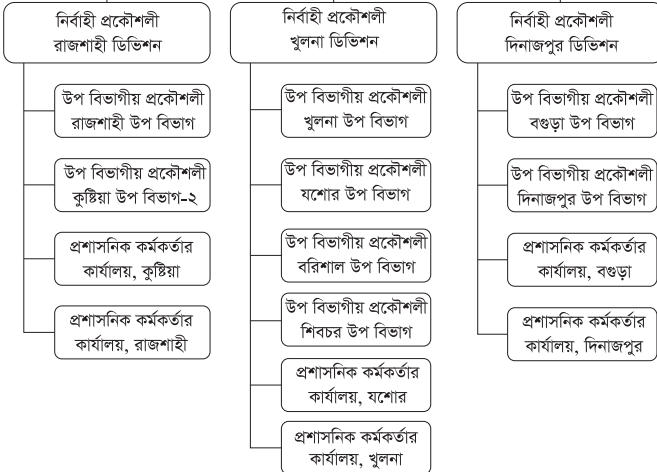 নির্বাহী প্রকৌশলী
রাজশাহী ডিভিশন
উপ বিভাগীয় প্রকৌশলী
রাজশাহী উপ বিভাগ
উপ বিভাগীয় প্রকৌশলী
কুষ্টিয়া উপ বিভাগ-২
প্রশাসনিক কর্মকর্তার
কার্যালয়, কুষ্টিয়া
প্রশাসনিক কর্মকর্তার
কার্যালয়, রাজশাহী
নির্বাহী প্রকৌশলী
খুলনা ডিভিশন
উপ বিভাগীয় প্রকৌশলী
খুলনা উপ বিভাগ
উপ বিভাগীয় প্রকৌশলী
যশোর উপ বিভাগ
উপ বিভাগীয় প্রকৌশলী
বরিশাল উপ বিভাগ
উপ বিভাগীয় প্রকৌশলী
শিবচর উপ বিভাগ
প্রশাসনিক কর্মকর্তার
কার্যালয়, যশোর
প্রশাসনিক কর্মকর্তার
কার্যালয়, খুলনা
নির্বাহী প্রকৌশলী
দিনাজপুর ডিভিশন
উপ বিভাগীয় প্রকৌশলী
বগুড়া উপ বিভাগ
উপ বিভাগীয় প্রকৌশলী
দিনাজপুর উপ বিভাগ
প্রশাসনিক কর্মকর্তার
কার্যালয়, বগুড়া
প্রশাসনিক কর্মকর্তার
কার্যালয়, দিনাজপুর